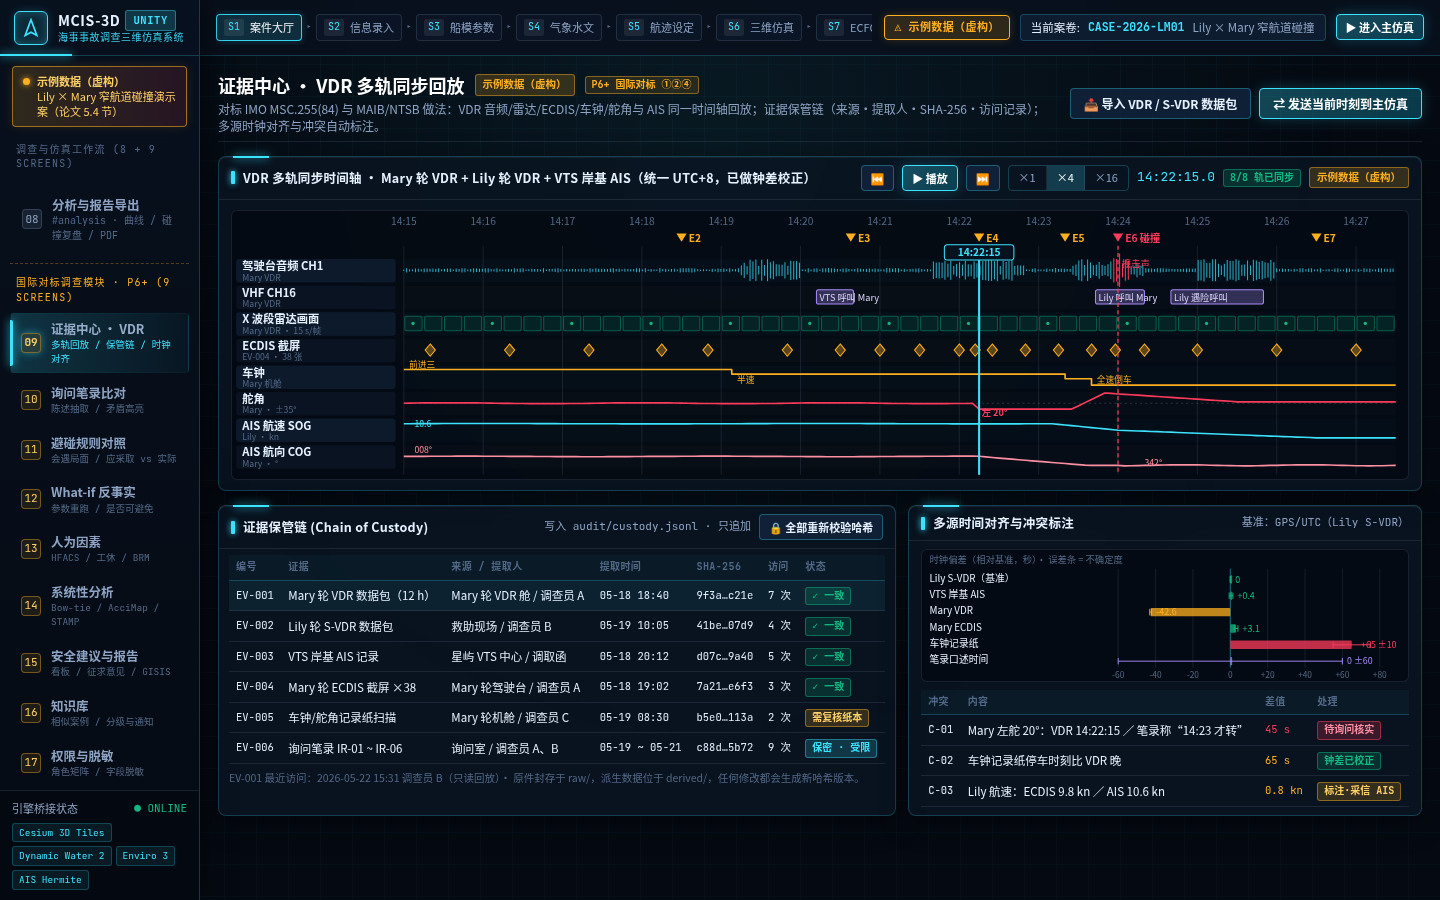 MCIS-3D UNITY
海事事故调查三维仿真系统
S1 案件大厅
S2 信息录入
S3 船模参数
S4 气象水文
S5 航迹设定
S6 三维仿真
S7 ECF
⚠ 示例数据（虚构）
当前案卷: CASE-2026-LM01 Lily × Mary 窄航道碰撞
▶ 进入主仿真
示例数据（虚构）
Lily × Mary 窄航道碰撞演示
案（论文 5.4 节）
调查与仿真工作流 (8 + 9
SCREENS)
08 分析与报告导出
#analysis · 曲线 / 碰
撞复盘 / PDF
国际对标调查模块 · P6+ (9
SCREENS)
09 证据中心 · VDR
多轨回放 / 保管链 / 时钟
对齐
10 询问笔录比对
陈述抽取 / 矛盾高亮
11 避碰规则对照
会遇局面 / 应采取 vs 实际
12 What-if 反事实
参数重跑 / 是否可避免
13 人为因素
HFACS / 工休 / BRM
14 系统性分析
Bow-tie / AcciMap /
STAMP
15 安全建议与报告
看板 / 征求意见 / GISIS
16 知识库
相似案例 / 分级与通知
17 权限与脱敏
角色矩阵 / 字段脱敏
引擎桥接状态 ● ONLINE
Cesium 3D Tiles
Dynamic Water 2 Enviro 3
AIS Hermite
证据中心 · VDR 多轨同步回放 示例数据（虚构） P6+ 国际对标 ①②④
对标 IMO MSC.255(84) 与 MAIB/NTSB 做法：VDR 音频/雷达/ECDIS/车钟/舵角与 AIS 同一时间轴回放；证据保管链（来源・提取人・SHA-256・访问记录）；
多源时钟对齐与冲突自动标注。
📥 导入 VDR / S-VDR 数据包
⇄ 发送当前时刻到主仿真
VDR 多轨同步时间轴 · Mary 轮 VDR + Lily 轮 VDR + VTS 岸基 AIS（统一 UTC+8，已做钟差校正）
⏪ ▶ 播放 ⏩ ×1 ×4 ×16 14:22:15.0 8/8 轨已同步 示例数据（虚构）
14:15 14:16 14:17 14:18 14:19 14:20 14:21 14:22 14:23 14:24 14:25 14:26 14:27
▼ E2 ▼ E3 ▼ E4 ▼ E5 ▼ E6 碰撞 ▼ E7
14:22:15
驾驶台音频 CH1
Mary VDR
VHF CH16
Mary VDR
VTS 呼叫 Mary
Lily 呼叫 Mary
Lily 遇险呼叫
X 波段雷达画面
Mary VDR · 15 s/帧
ECDIS 截屏
EV-004 · 38 张
车钟
Mary 机舱
前进三
半速
全速倒车
舵角
Mary · ±35°
左 20°
AIS 航速 SOG
Lily · kn
10.6
AIS 航向 COG
Mary · °
008°
342°
证据保管链 (Chain of Custody)
写入 audit/custody.jsonl · 只追加
🔒 全部重新校验哈希
编号 证据 来源 / 提取人 提取时间 SHA-256 访问 状态
EV-001 Mary 轮 VDR 数据包（12 h） Mary 轮 VDR 舱 / 调查员 A 05-18 18:40 9f3a…c21e 7 次 ✓ 一致
EV-002 Lily 轮 S-VDR 数据包 救助现场 / 调查员 B 05-19 10:05 41be…07d9 4 次 ✓ 一致
EV-003 VTS 岸基 AIS 记录 星屿 VTS 中心 / 调取函 05-18 20:12 d07c…9a40 5 次 ✓ 一致
EV-004 Mary 轮 ECDIS 截屏 ×38 Mary 轮驾驶台 / 调查员 A 05-18 19:02 7a21…e6f3 3 次 ✓ 一致
EV-005 车钟/舵角记录纸扫描 Mary 轮机舱 / 调查员 C 05-19 08:30 b5e0…113a 2 次 需复核纸本
EV-006 询问笔录 IR-01 ~ IR-06 询问室 / 调查员 A、B 05-19 ~ 05-21 c88d…5b72 9 次 保密 · 受限
EV-001 最近访问：2026-05-22 15:31 调查员 B（只读回放）· 原件封存于 raw/，派生数据位于 derived/，任何修改都会生成新哈希版本。
多源时间对齐与冲突标注
基准: GPS/UTC (Lily S-VDR)
时钟偏差（相对基准，秒）· 误差条 = 不确定度
Lily S-VDR（基准） 0
VTS 岸基 AIS +0.4
Mary VDR -42.6
Mary ECDIS +3.1
车钟记录纸 +65 ±10
笔录口述时间 0 ±60
-60 -40 -20 0 +20 +40 +60 +80
冲突 内容 差值 处理
C-01 Mary 左舵 20°：VDR 14:22:15 ／ 笔录称“14:23 才转” 45 s 待询问核实
C-02 车钟记录纸停车时刻比 VDR 晚 65 s 钟差已校正
C-03 Lily 航速：ECDIS 9.8 kn ／ AIS 10.6 kn 0.8 kn 标注·采信 AIS